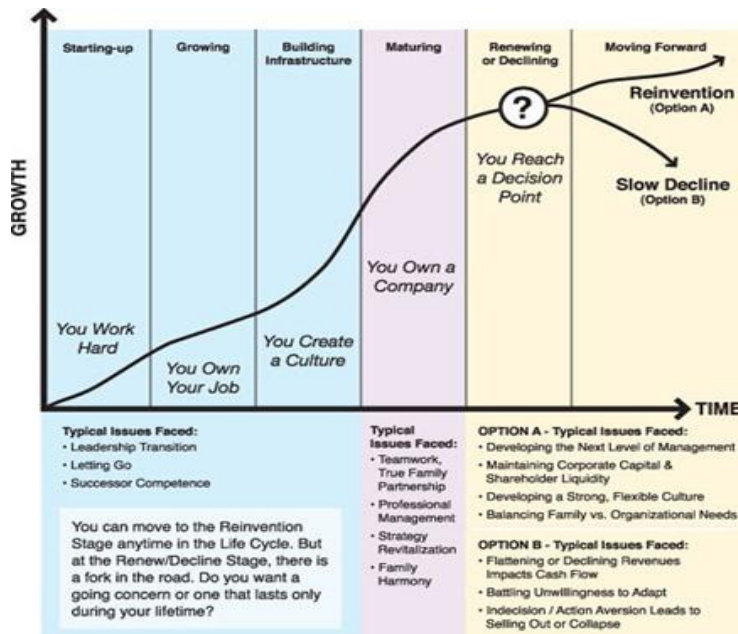 Starting-up
Growing
Building
Infrastructure
Maturing
Renewing
or Declining
Moving Forward
Reinvention
(Option A)
?
You Reach
a Decision
Point
Slow Decline
(Option B)
GROWTH
You Own a
Company
You Work
Hard
You Create
a Culture
You Own
Your Job
TIME
Typical Issues Faced:
• Leadership Transition
• Letting Go
• Successor Competence
You can move to the Reinvention
Stage anytime in the Life Cycle. But
at the Renew/Decline Stage, there is
a fork in the road. Do you want a
going concern or one that lasts only
during your lifetime?
Typical
Issues Faced:
• Teamwork,
True Family
Partnership
• Professional
Management
• Strategy
Revitalization
• Family
Harmony
OPTION A - Typical Issues Faced:
• Developing the Next Level of Management
• Maintaining Corporate Capital &
Shareholder Liquidity
• Developing a Strong, Flexible Culture
• Balancing Family vs. Organizational Needs
OPTION B - Typical Issues Faced:
• Flattening or Declining Revenues
Impacts Cash Flow
• Battling Unwillingness to Adapt
• Indecision / Action Aversion Leads to
Selling Out or Collapse